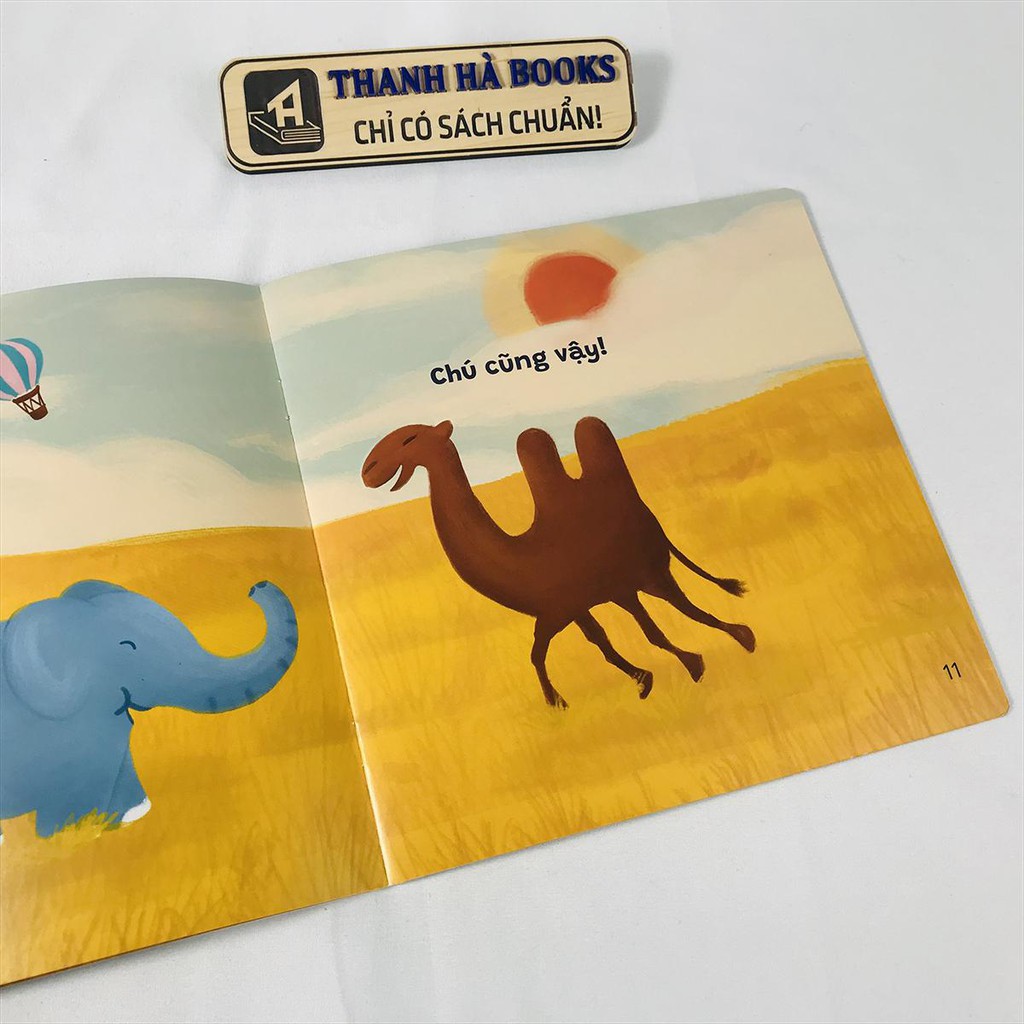 THANH HÀ BOOKS
CHỈ CÓ SÁCH CHUẨN!
Chú cũng vậy!
11